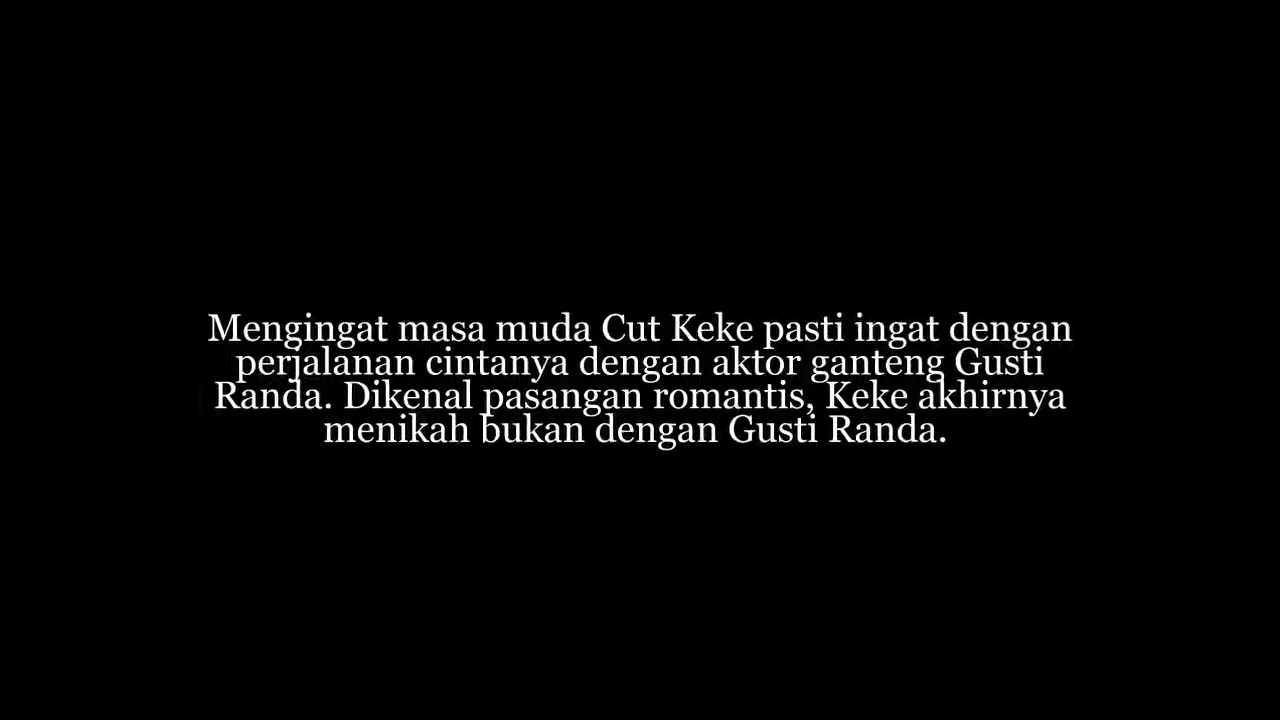 Mengingat masa muda Cut Keke pasti ingat dengan
perjalanan cintanya dengan aktor ganteng Gusti
Randa. Dikenal pasangan romantis, Keke akhirnya
menikah bukan dengan Gusti Randa.